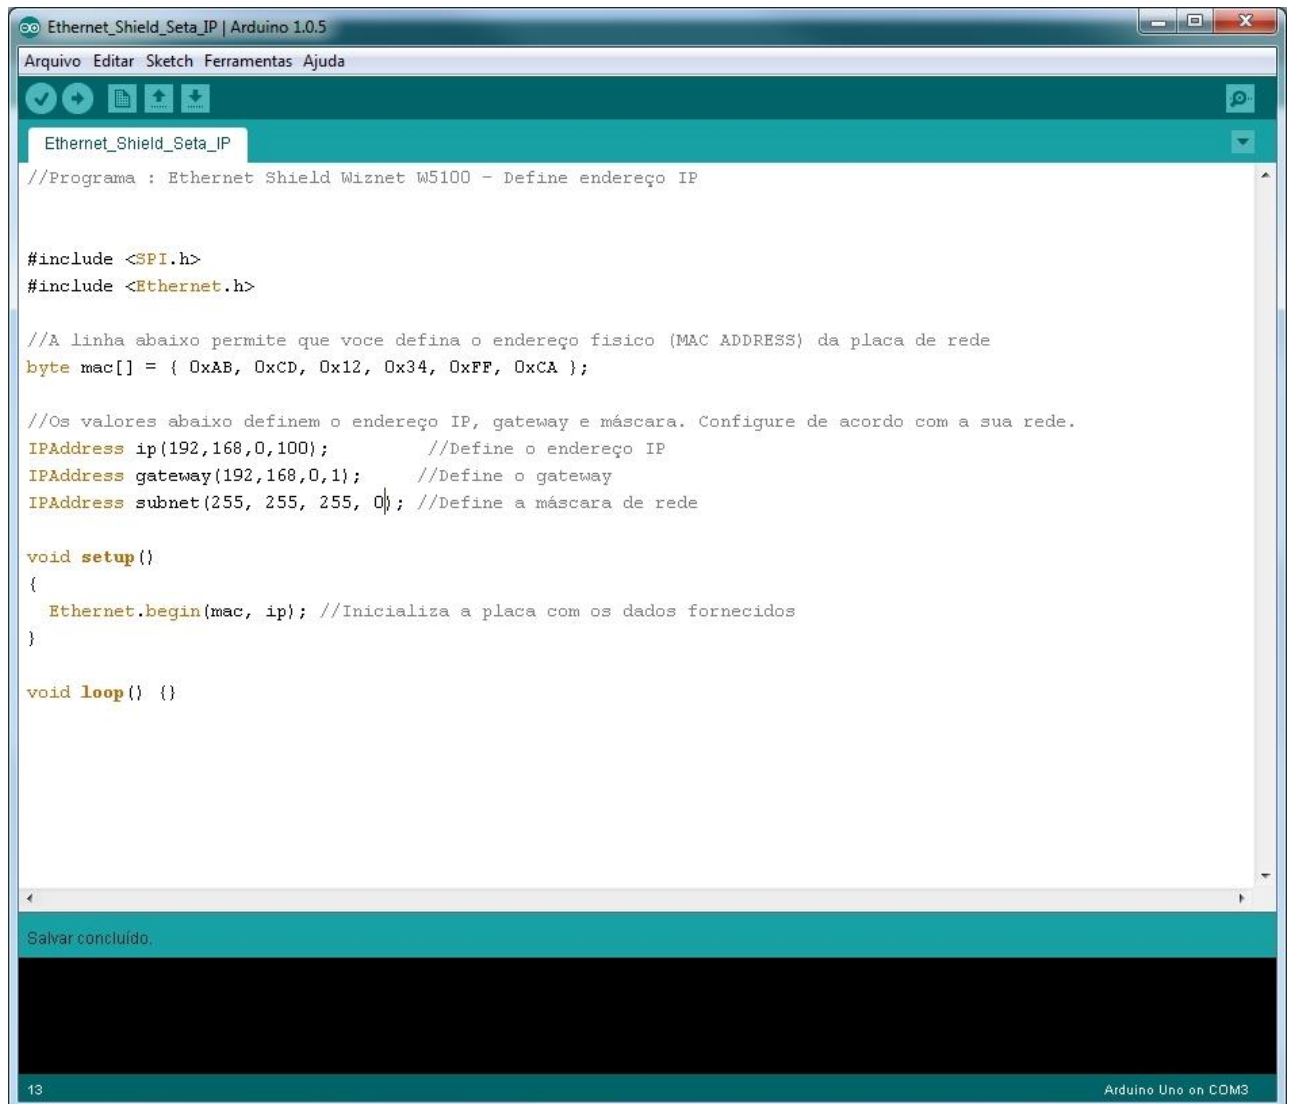 Ethernet_Shield_Seta_IP | Arduino 1.0.5
Arquivo Editar Sketch Ferramentas Ajuda
Ethernet_Shield_Seta_IP
//Programa : Ethernet Shield Wiznet W5100 - Define endereço IP
#include <SPI.h>
#include <Ethernet.h>
//A linha abaixo permite que voce defina o endereço fisico (MAC ADDRESS) da placa de rede
byte mac[] = { 0xAB, 0xCD, 0x12, 0x34, 0xFF, 0xCA };
//Os valores abaixo definem o endereço IP, gateway e máscara. Configure de acordo com a sua rede.
IPAddress ip(192,168,0,100); //Define o endereço IP
IPAddress gateway(192,168,0,1); //Define o gateway
IPAddress subnet(255, 255, 255, 0); //Define a máscara de rede
void setup()
{
Ethernet.begin(mac, ip); //Inicializa a placa com os dados fornecidos
}
void loop() {}
Salvar concluído.
13
Arduino Uno on COM3